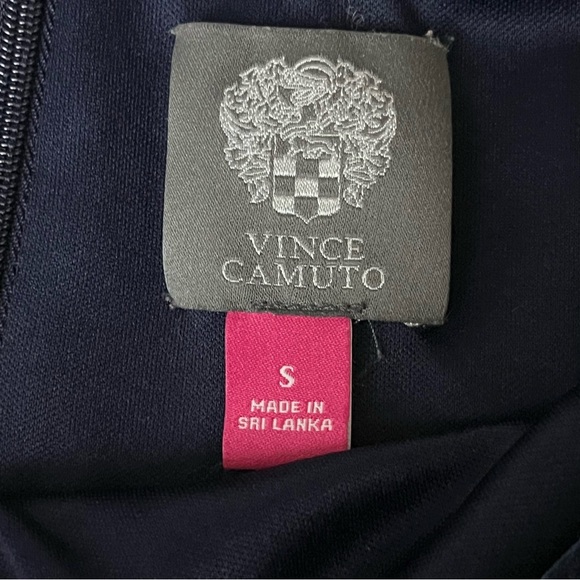 VINCE
CAMUTO
S
MADE IN
SRI LANKA